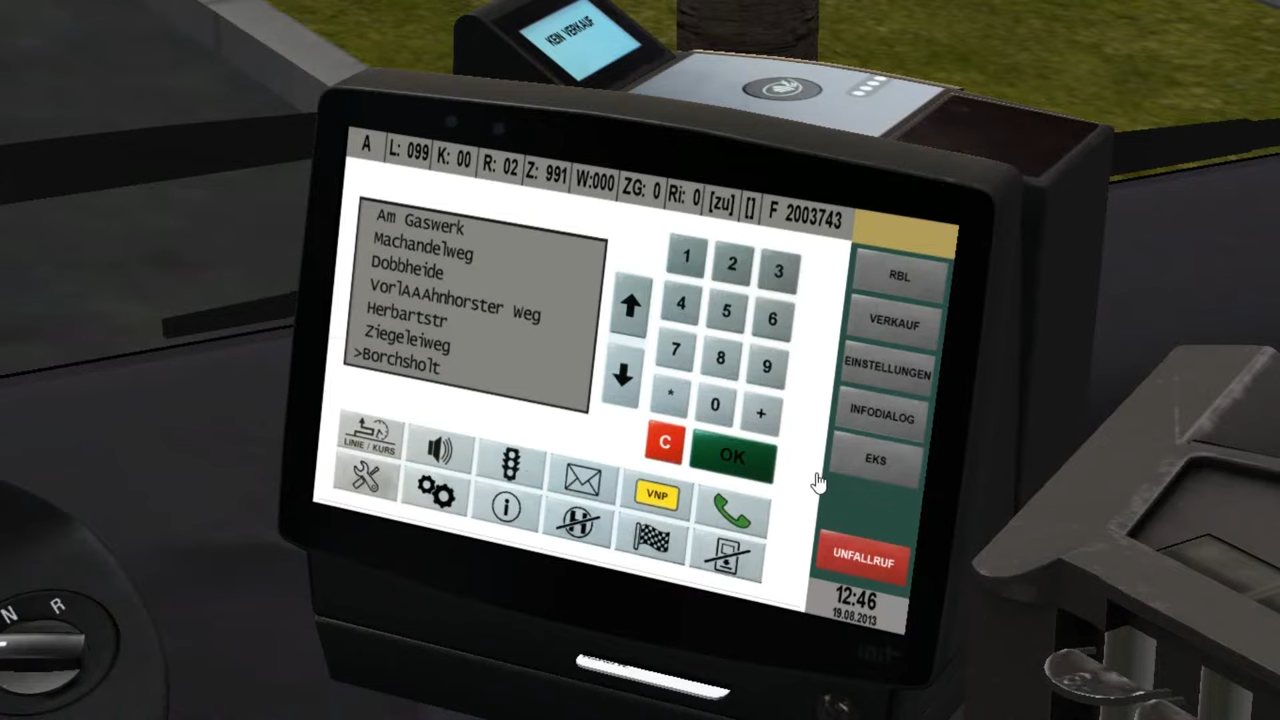 KEIN VERKAUF
A L: 099 K: 00 R: 02 Z: 991 W:000 ZG: 0 Ri: 0 [zu] [] F 2003743
Am Gaswerk
Machandelweg
Dobbheide
VorlAAAhnhorster Weg
Herbartstr
Ziegeleiweg
>Borchsholt
1 2 3
4 5 6
7 8 9
* 0 +
C OK
RBL
VERKAUF
EINSTELLUNGEN
INFODIALOG
EKS
UNFALLRUF
12:46
19.08.2013
LINIE / KURS
VNP
i
H
N R
init